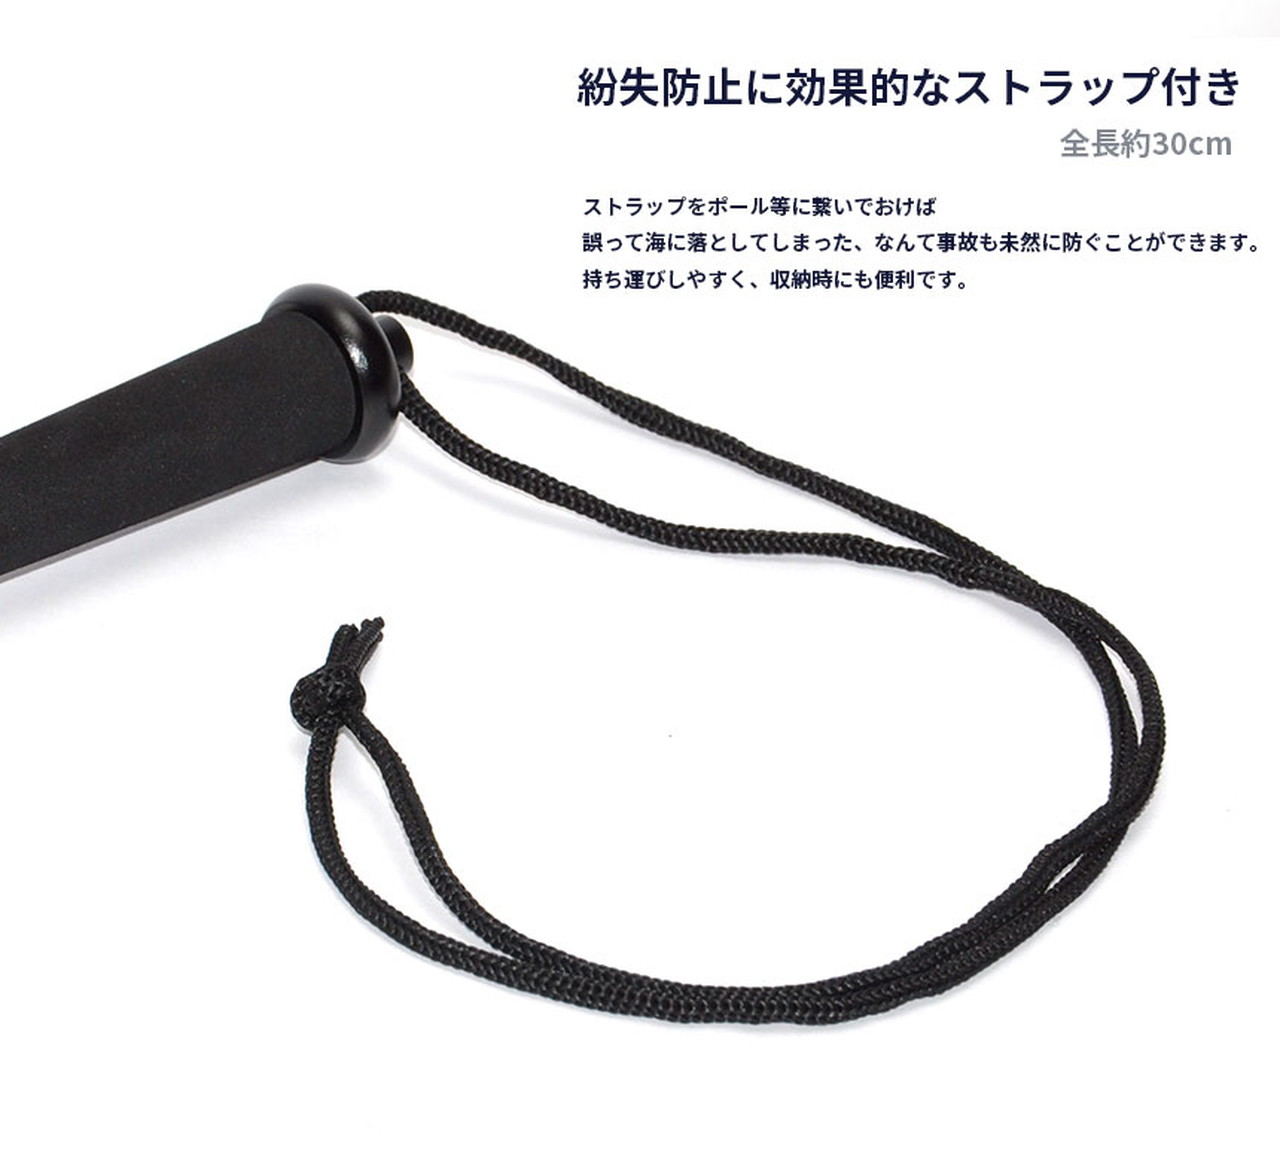 紛失防止に効果的なストラップ付き
全長約30cm
ストラップをポール等に繋いでおけば
誤って海に落としてしまった、なんて事故も未然に防ぐことができます。
持ち運びしやすく、収納時にも便利です。